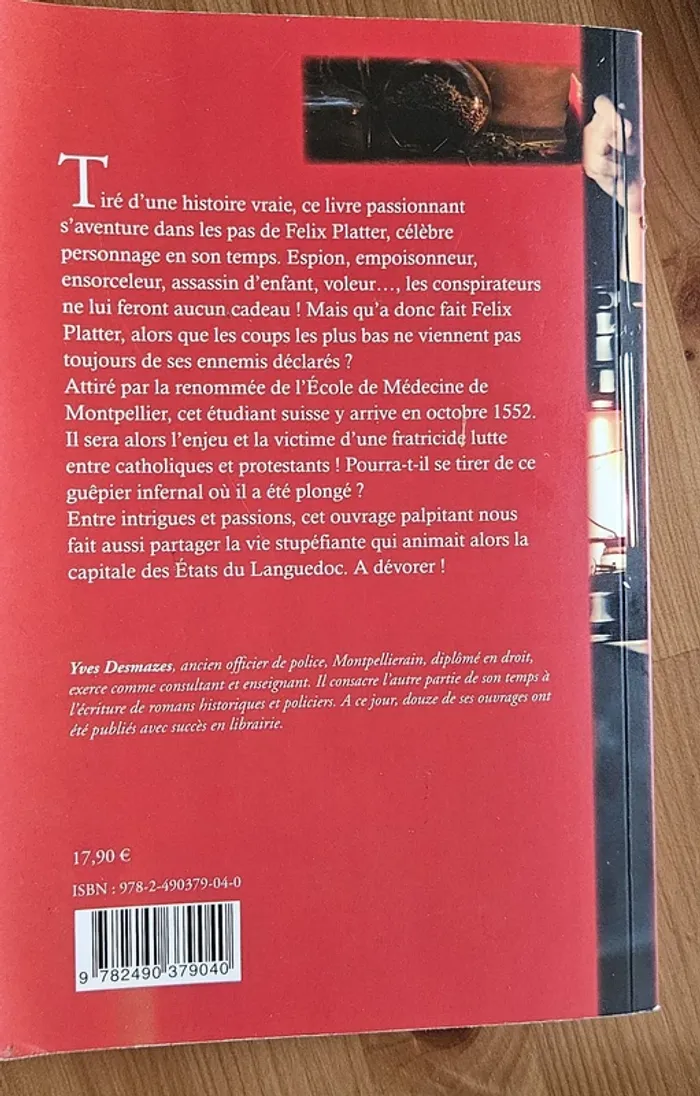 Tiré d'une histoire vraie, ce livre passionnant
s'aventure dans les pas de Felix Platter, célèbre
personnage en son temps. Espion, empoisonneur,
ensorceleur, assassin d'enfant, voleur…, les conspirateurs
ne lui feront aucun cadeau ! Mais qu'a donc fait Felix
Platter, alors que les coups les plus bas ne viennent pas
toujours de ses ennemis déclarés ?
Attiré par la renommée de l'École de Médecine de
Montpellier, cet étudiant suisse y arrive en octobre 1552.
Il sera alors l'enjeu et la victime d'une fratricide lutte
entre catholiques et protestants ! Pourra-t-il se tirer de ce
guêpier infernal où il a été plongé ?
Entre intrigues et passions, cet ouvrage palpitant nous
fait aussi partager la vie stupéfiante qui animait alors la
capitale des États du Languedoc. A dévorer !
Yves Desmazes, ancien officier de police, Montpellierain, diplômé en droit,
exerce comme consultant et enseignant. Il consacre l'autre partie de son temps à
l'écriture de romans historiques et policiers. A ce jour, douze de ses ouvrages ont
été publiés avec succès en librairie.
17,90 €
ISBN : 978-2-490379-04-0
9 782490 379040